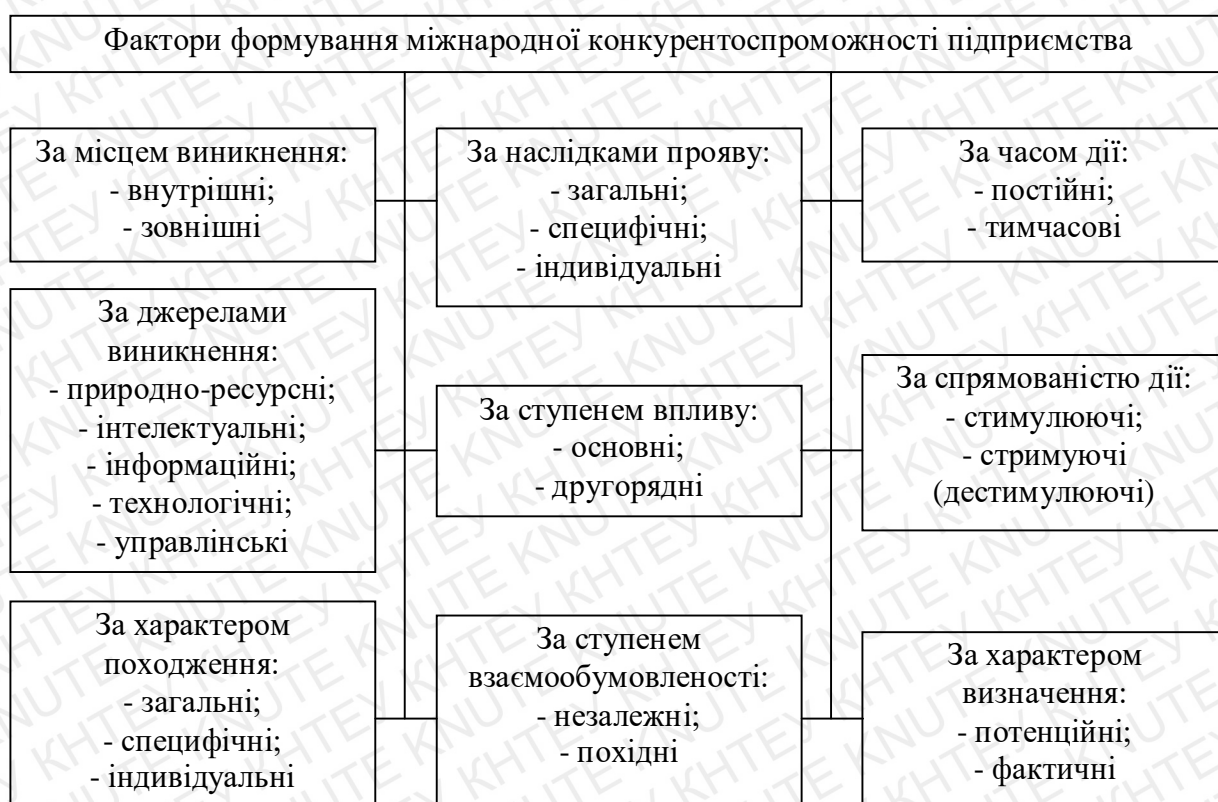 Фактори формування міжнародної конкурентоспроможності підприємства
За місцем виникнення:
- внутрішні;
- зовнішні
За наслідками прояву:
- загальні;
- специфічні;
- індивідуальні
За часом дії:
- постійні;
- тимчасові
За джерелами
виникнення:
- природно-ресурсні;
- інтелектуальні;
- інформаційні;
- технологічні;
- управлінські
За ступенем впливу:
- основні;
- другорядні
За спрямованістю дії:
- стимулюючі;
- стримуючі
(дестимулюючі)
За характером
походження:
- загальні;
- специфічні;
- індивідуальні
За ступенем
взаємообумовленості:
- незалежні;
- похідні
За характером
визначення:
- потенційні;
- фактичні